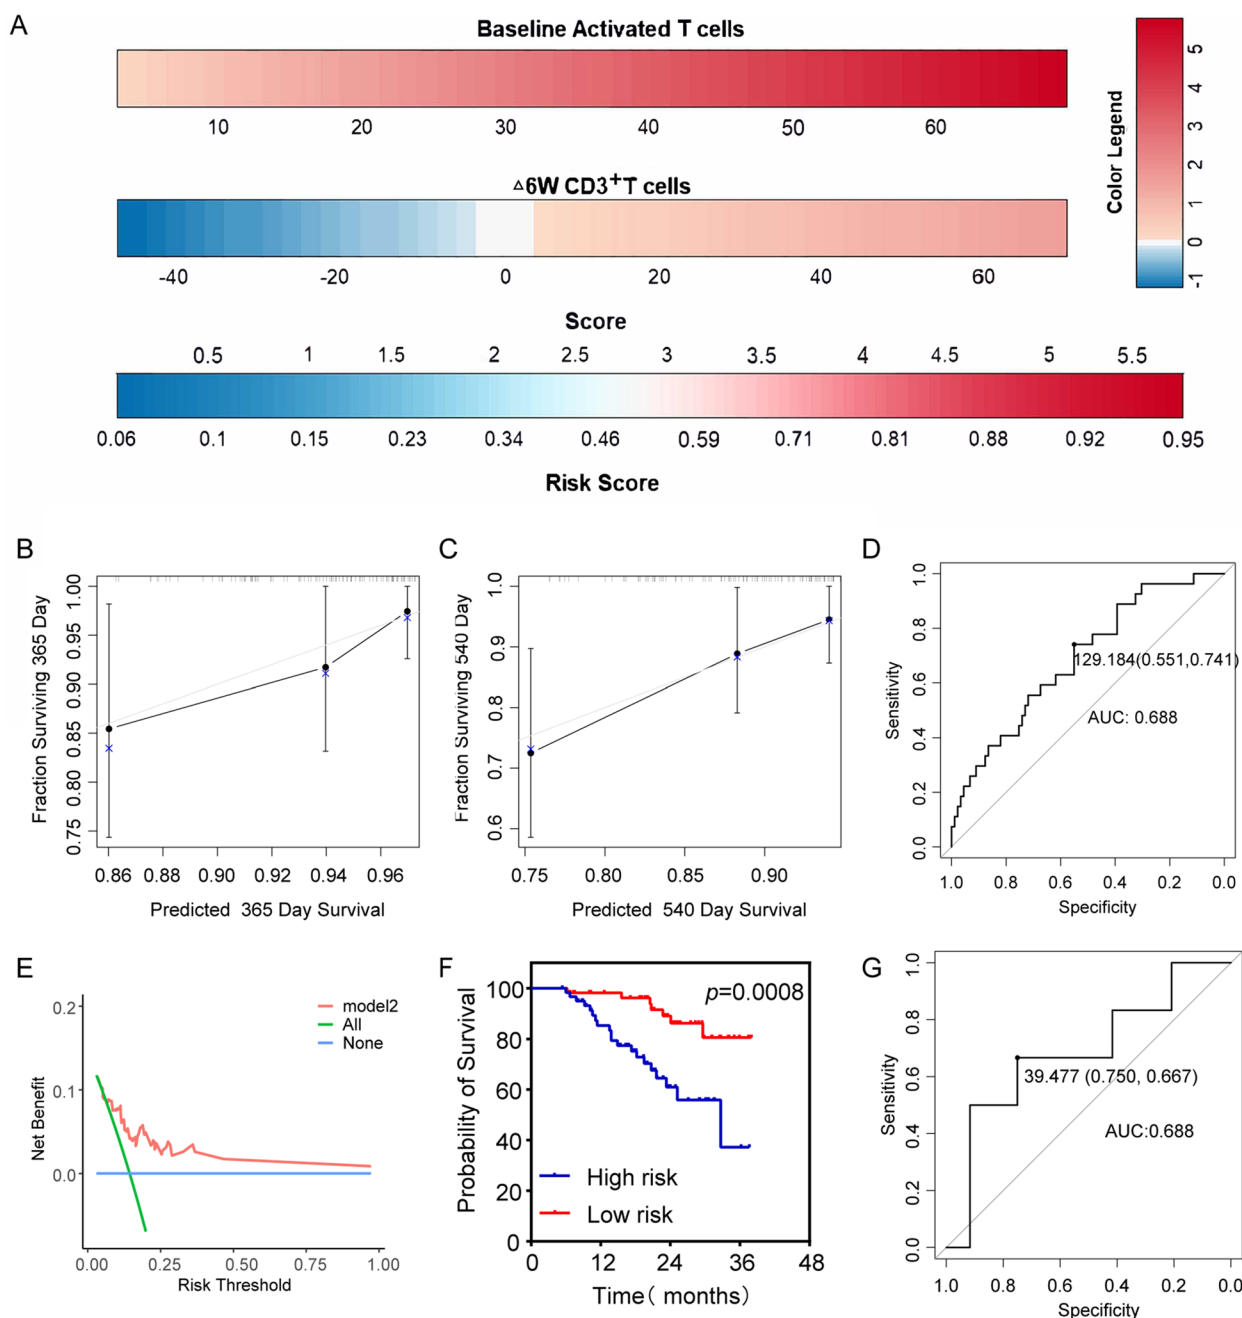 A
Baseline Activated T cells
10 20 30 40 50 60
△6W CD3+T cells
-40 -20 0 20 40 60
Color Legend
-1 0 1 2 3 4 5
Score
0.5 1 1.5 2 2.5 3 3.5 4 4.5 5 5.5
0.06 0.1 0.15 0.23 0.34 0.46 0.59 0.71 0.81 0.88 0.92 0.95
Risk Score
B
Fraction Surviving 365 Day
1.00
0.95
0.90
0.85
0.80
0.75
0.86 0.88 0.90 0.92 0.94 0.96
Predicted 365 Day Survival
C
Fraction Surviving 540 Day
1.0
0.9
0.8
0.7
0.6
0.75 0.80 0.85 0.90
Predicted 540 Day Survival
D
Sensitivity
1.0
0.8
0.6
0.4
0.2
0.0
129.184(0.551,0.741)
AUC: 0.688
1.0 0.8 0.6 0.4 0.2 0.0
Specificity
E
Net Benefit
0.2
0.1
0.0
model2
All
None
0.00 0.25 0.50 0.75 1.00
Risk Threshold
F
Probability of Survival
100
80
60
40
20
0
p=0.0008
High risk
Low risk
0 12 24 36 48
Time( months)
G
Sensitivity
1.0
0.8
0.6
0.4
0.2
0.0
39.477 (0.750, 0.667)
AUC:0.688
1.0 0.8 0.6 0.4 0.2 0.0
Specificity